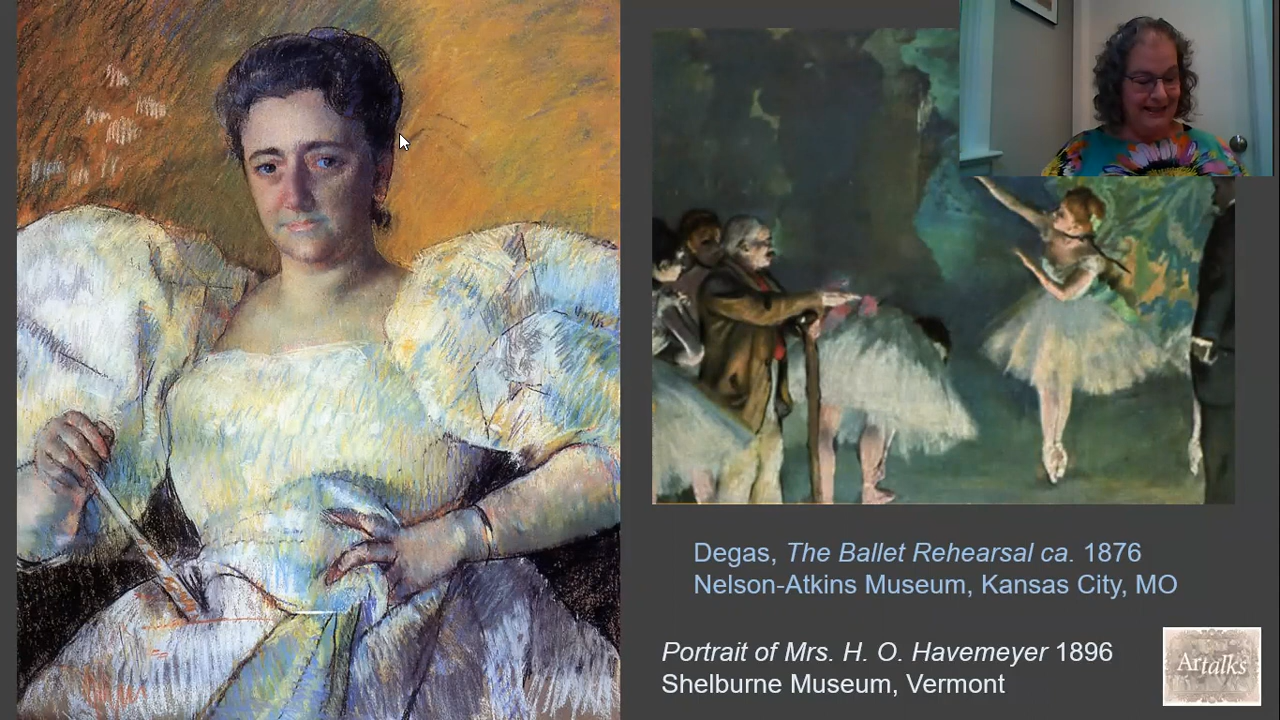 Degas, The Ballet Rehearsal ca. 1876
Nelson-Atkins Museum, Kansas City, MO
Portrait of Mrs. H. O. Havemeyer 1896
Shelburne Museum, Vermont
Artalks